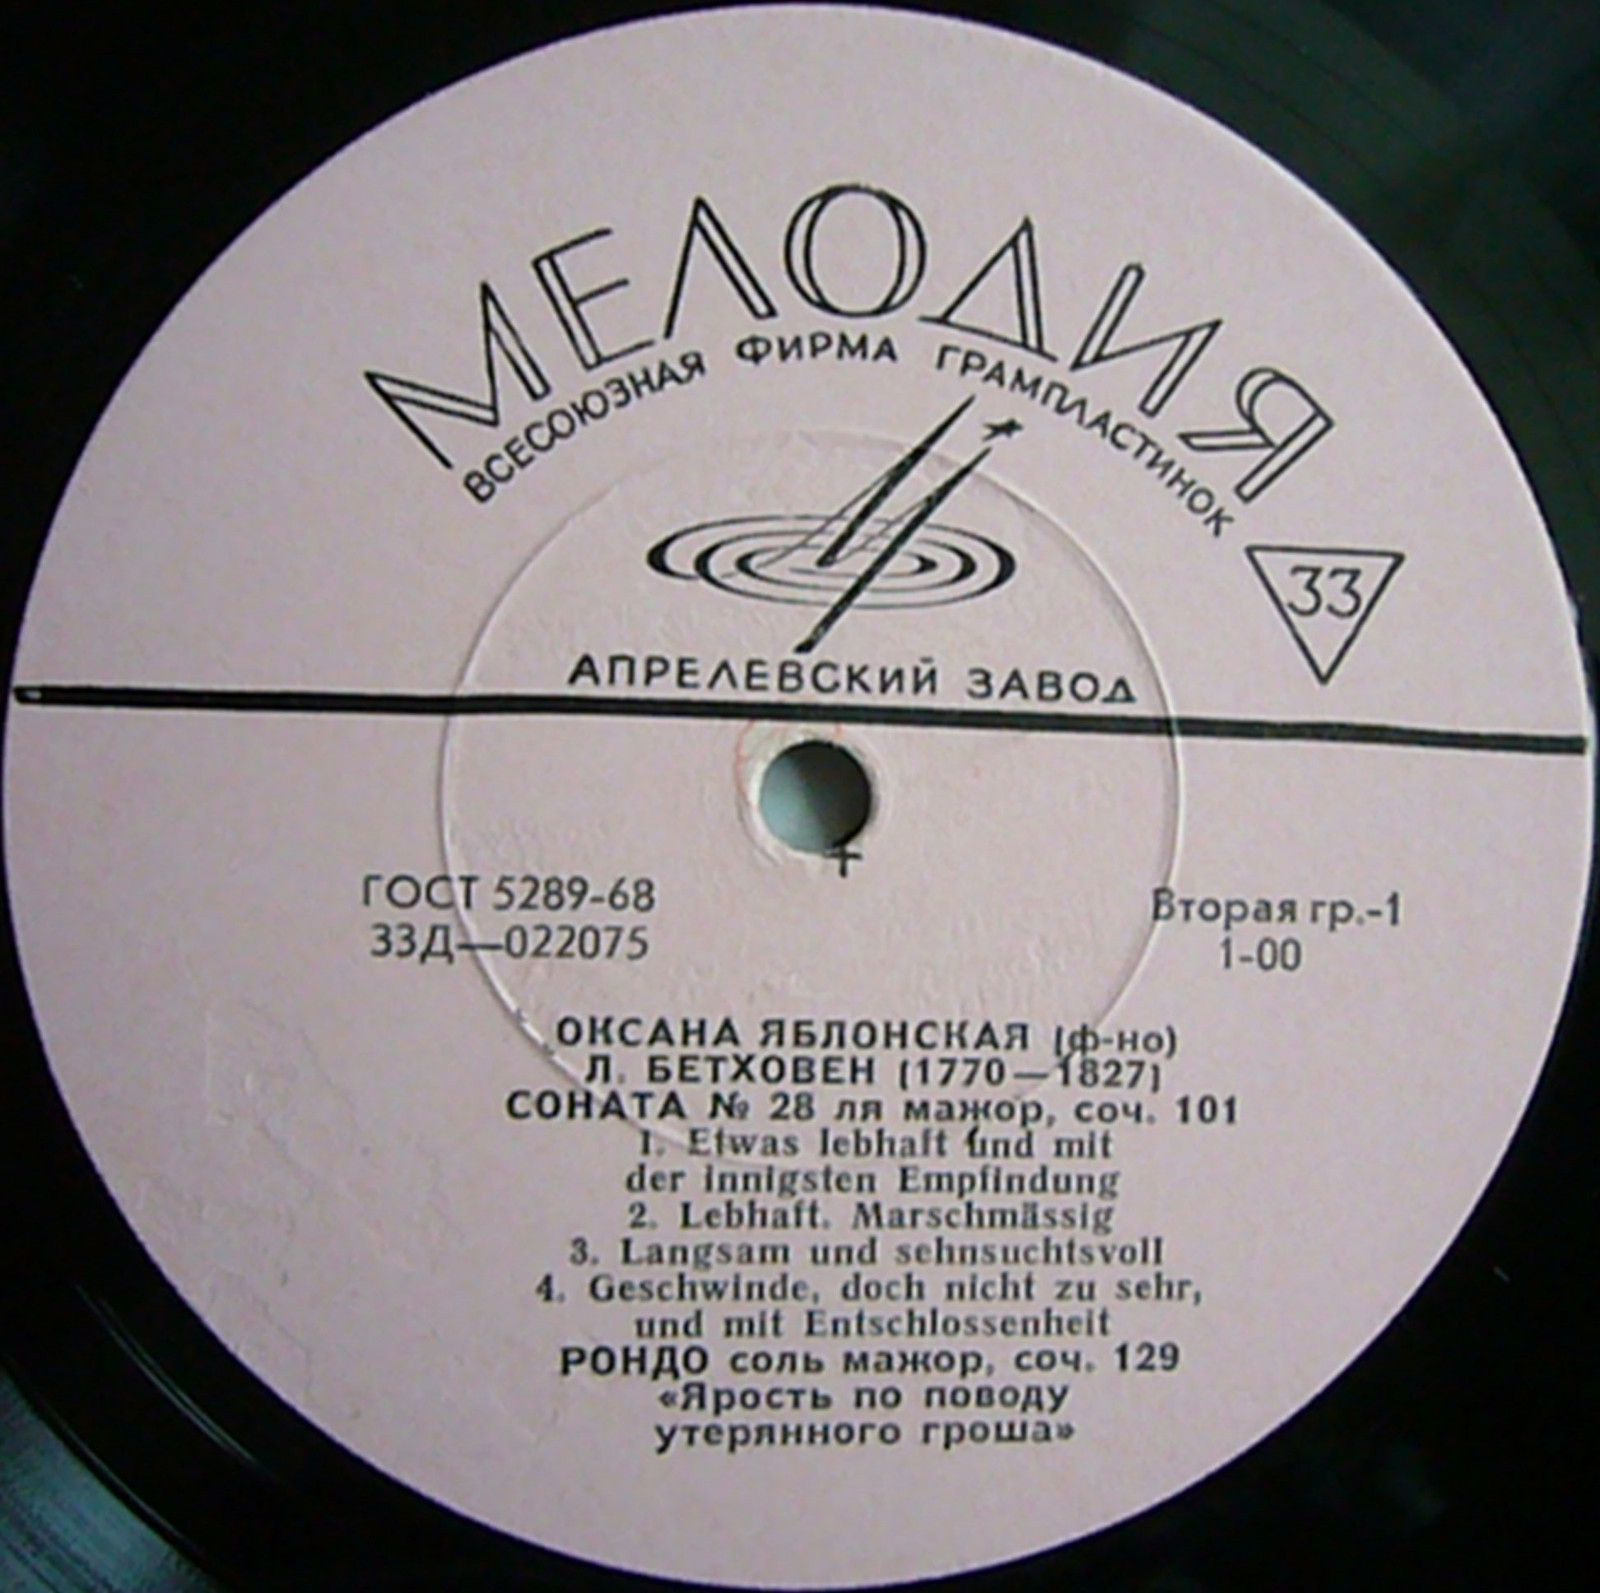 МЕЛОДИЯ
ВСЕСОЮЗНАЯ ФИРМА ГРАМПЛАСТИНОК
33
АПРЕЛЕВСКИЙ ЗАВОД
ГОСТ 5289-68
33Д—022075
Вторая гр.-1
1-00
ОКСАНА ЯБЛОНСКАЯ (ф-но)
Л. БЕТХОВЕН (1770—1827)
СОНАТА № 28 ля мажор, соч. 101
1. Etwas lebhaft und mit
der innigsten Empfindung
2. Lebhaft. Marschmässig
3. Langsam und sehnsuchtsvoll
4. Geschwinde, doch nicht zu sehr,
und mit Entschlossenheit
РОНДО соль мажор, соч. 129
«Ярость по поводу
утерянного гроша»